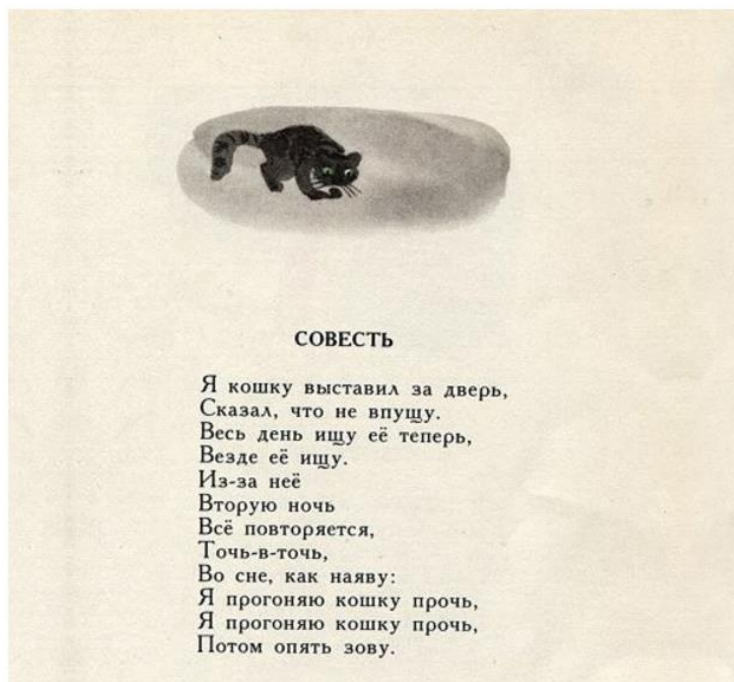 СОВЕСТЬ
Я кошку выставил за дверь,
Сказал, что не впущу.
Весь день ищу её теперь,
Везде её ищу.
Из-за неё
Вторую ночь
Всё повторяется,
Точь-в-точь,
Во сне, как наяву:
Я прогоняю кошку прочь,
Я прогоняю кошку прочь,
Потом опять зову.